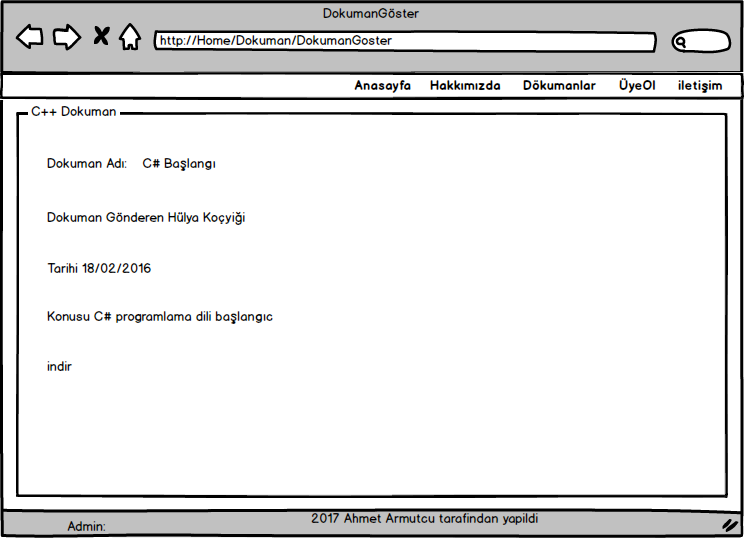 DokumanGöster
http://Home/Dokuman/DokumanGoster
Anasayfa Hakkımızda Dökumanlar ÜyeOl iletişim
C++ Dokuman
Dokuman Adı: C# Başlangı
Dokuman Gönderen Hülya Koçyiği
Tarihi 18/02/2016
Konusu C# programlama dili başlangıc
indir
Admin: 2017 Ahmet Armutcu tarafından yapildi